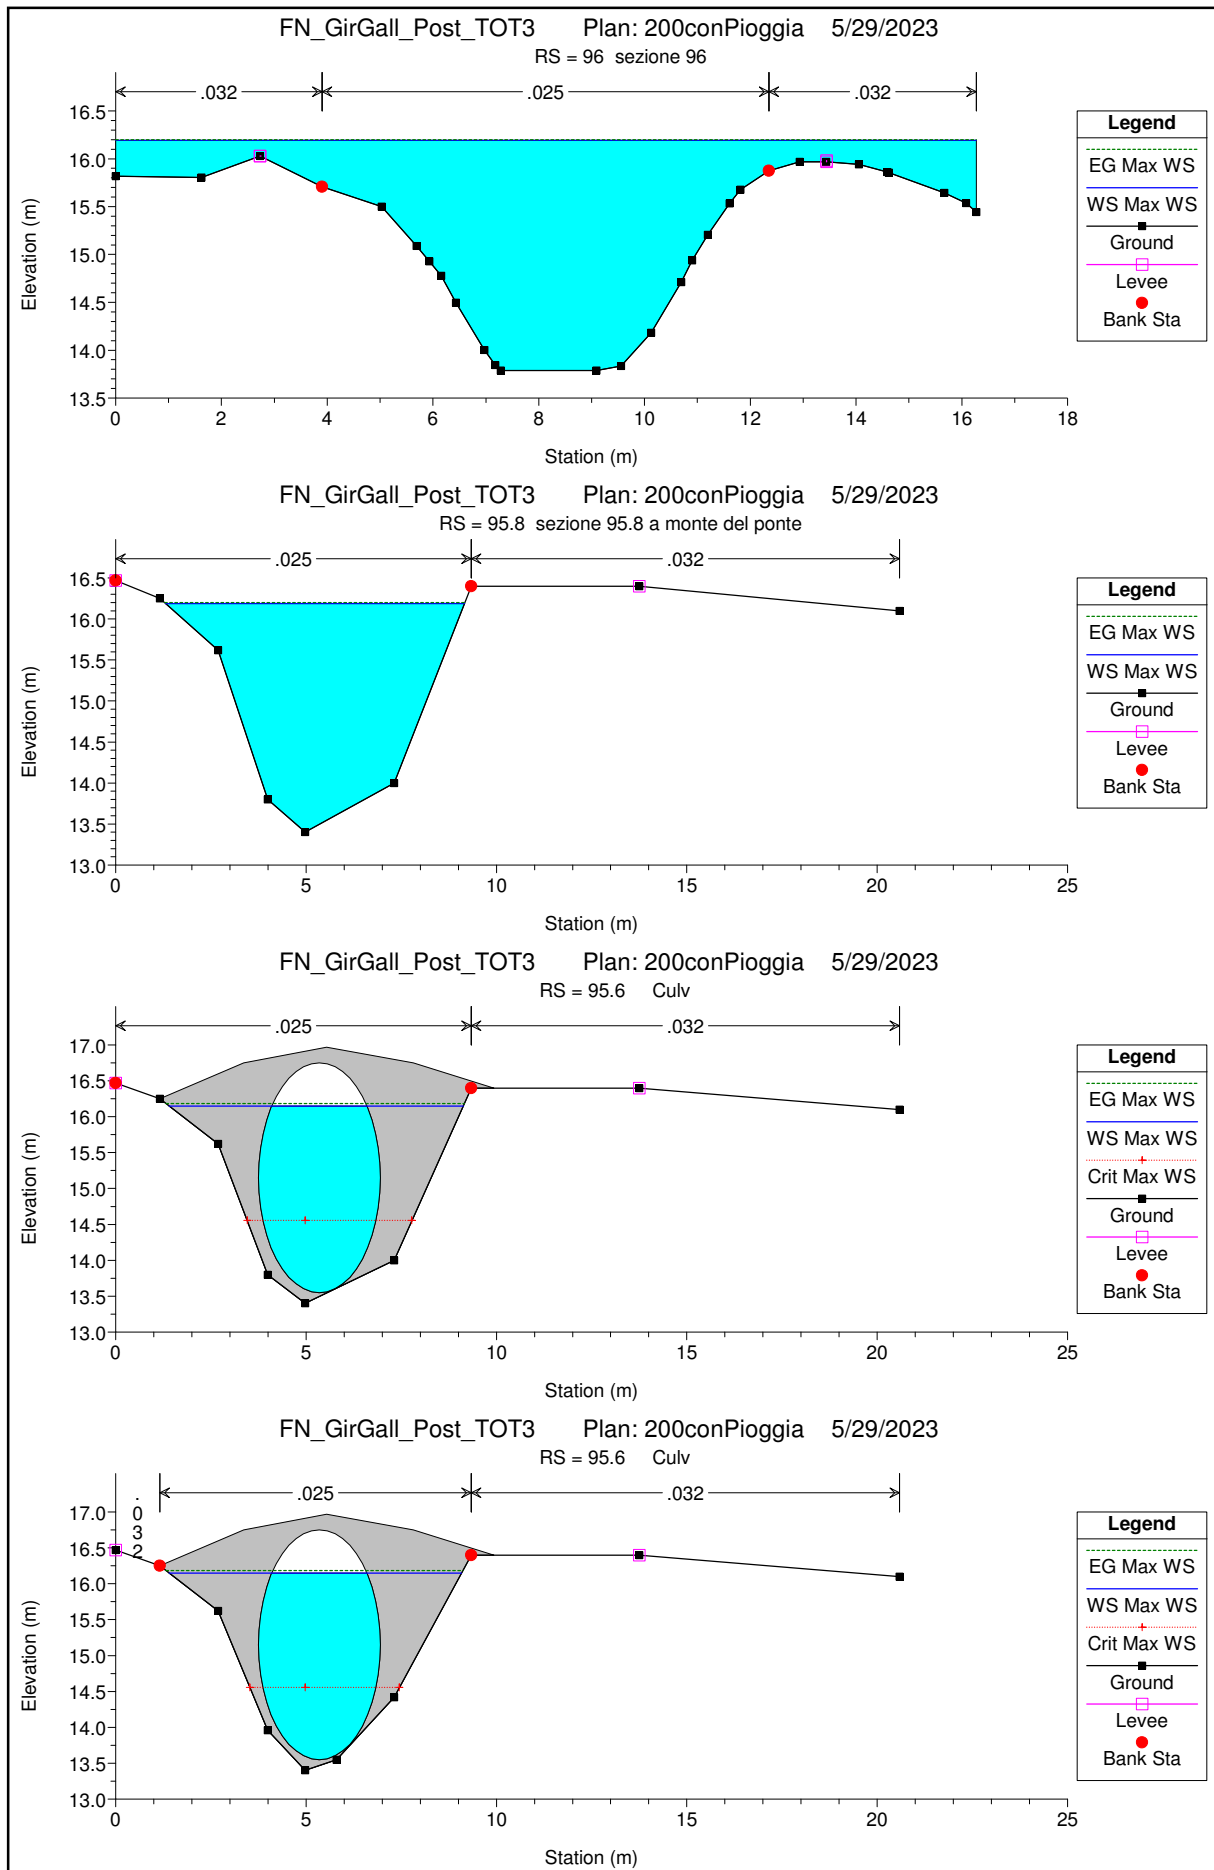 FN_GirGall_Post_TOT3 Plan: 200conPioggia 5/29/2023
RS = 96 sezione 96
.032 .025 .032
16.5
16.0
15.5
15.0
14.5
14.0
13.5
Elevation (m)
0 2 4 6 8 10 12 14 16 18
Station (m)
Legend
EG Max WS
WS Max WS
Ground
Levee
Bank Sta
FN_GirGall_Post_TOT3 Plan: 200conPioggia 5/29/2023
RS = 95.8 sezione 95.8 a monte del ponte
.025 .032
16.5
16.0
15.5
15.0
14.5
14.0
13.5
13.0
Elevation (m)
0 5 10 15 20 25
Station (m)
Legend
EG Max WS
WS Max WS
Ground
Levee
Bank Sta
FN_GirGall_Post_TOT3 Plan: 200conPioggia 5/29/2023
RS = 95.6 Culv
.025 .032
17.0
16.5
16.0
15.5
15.0
14.5
14.0
13.5
13.0
Elevation (m)
0 5 10 15 20 25
Station (m)
Legend
EG Max WS
WS Max WS
Crit Max WS
Ground
Levee
Bank Sta
FN_GirGall_Post_TOT3 Plan: 200conPioggia 5/29/2023
RS = 95.6 Culv
.032 .025 .032
17.0
16.5
16.0
15.5
15.0
14.5
14.0
13.5
13.0
Elevation (m)
0 5 10 15 20 25
Station (m)
Legend
EG Max WS
WS Max WS
Crit Max WS
Ground
Levee
Bank Sta